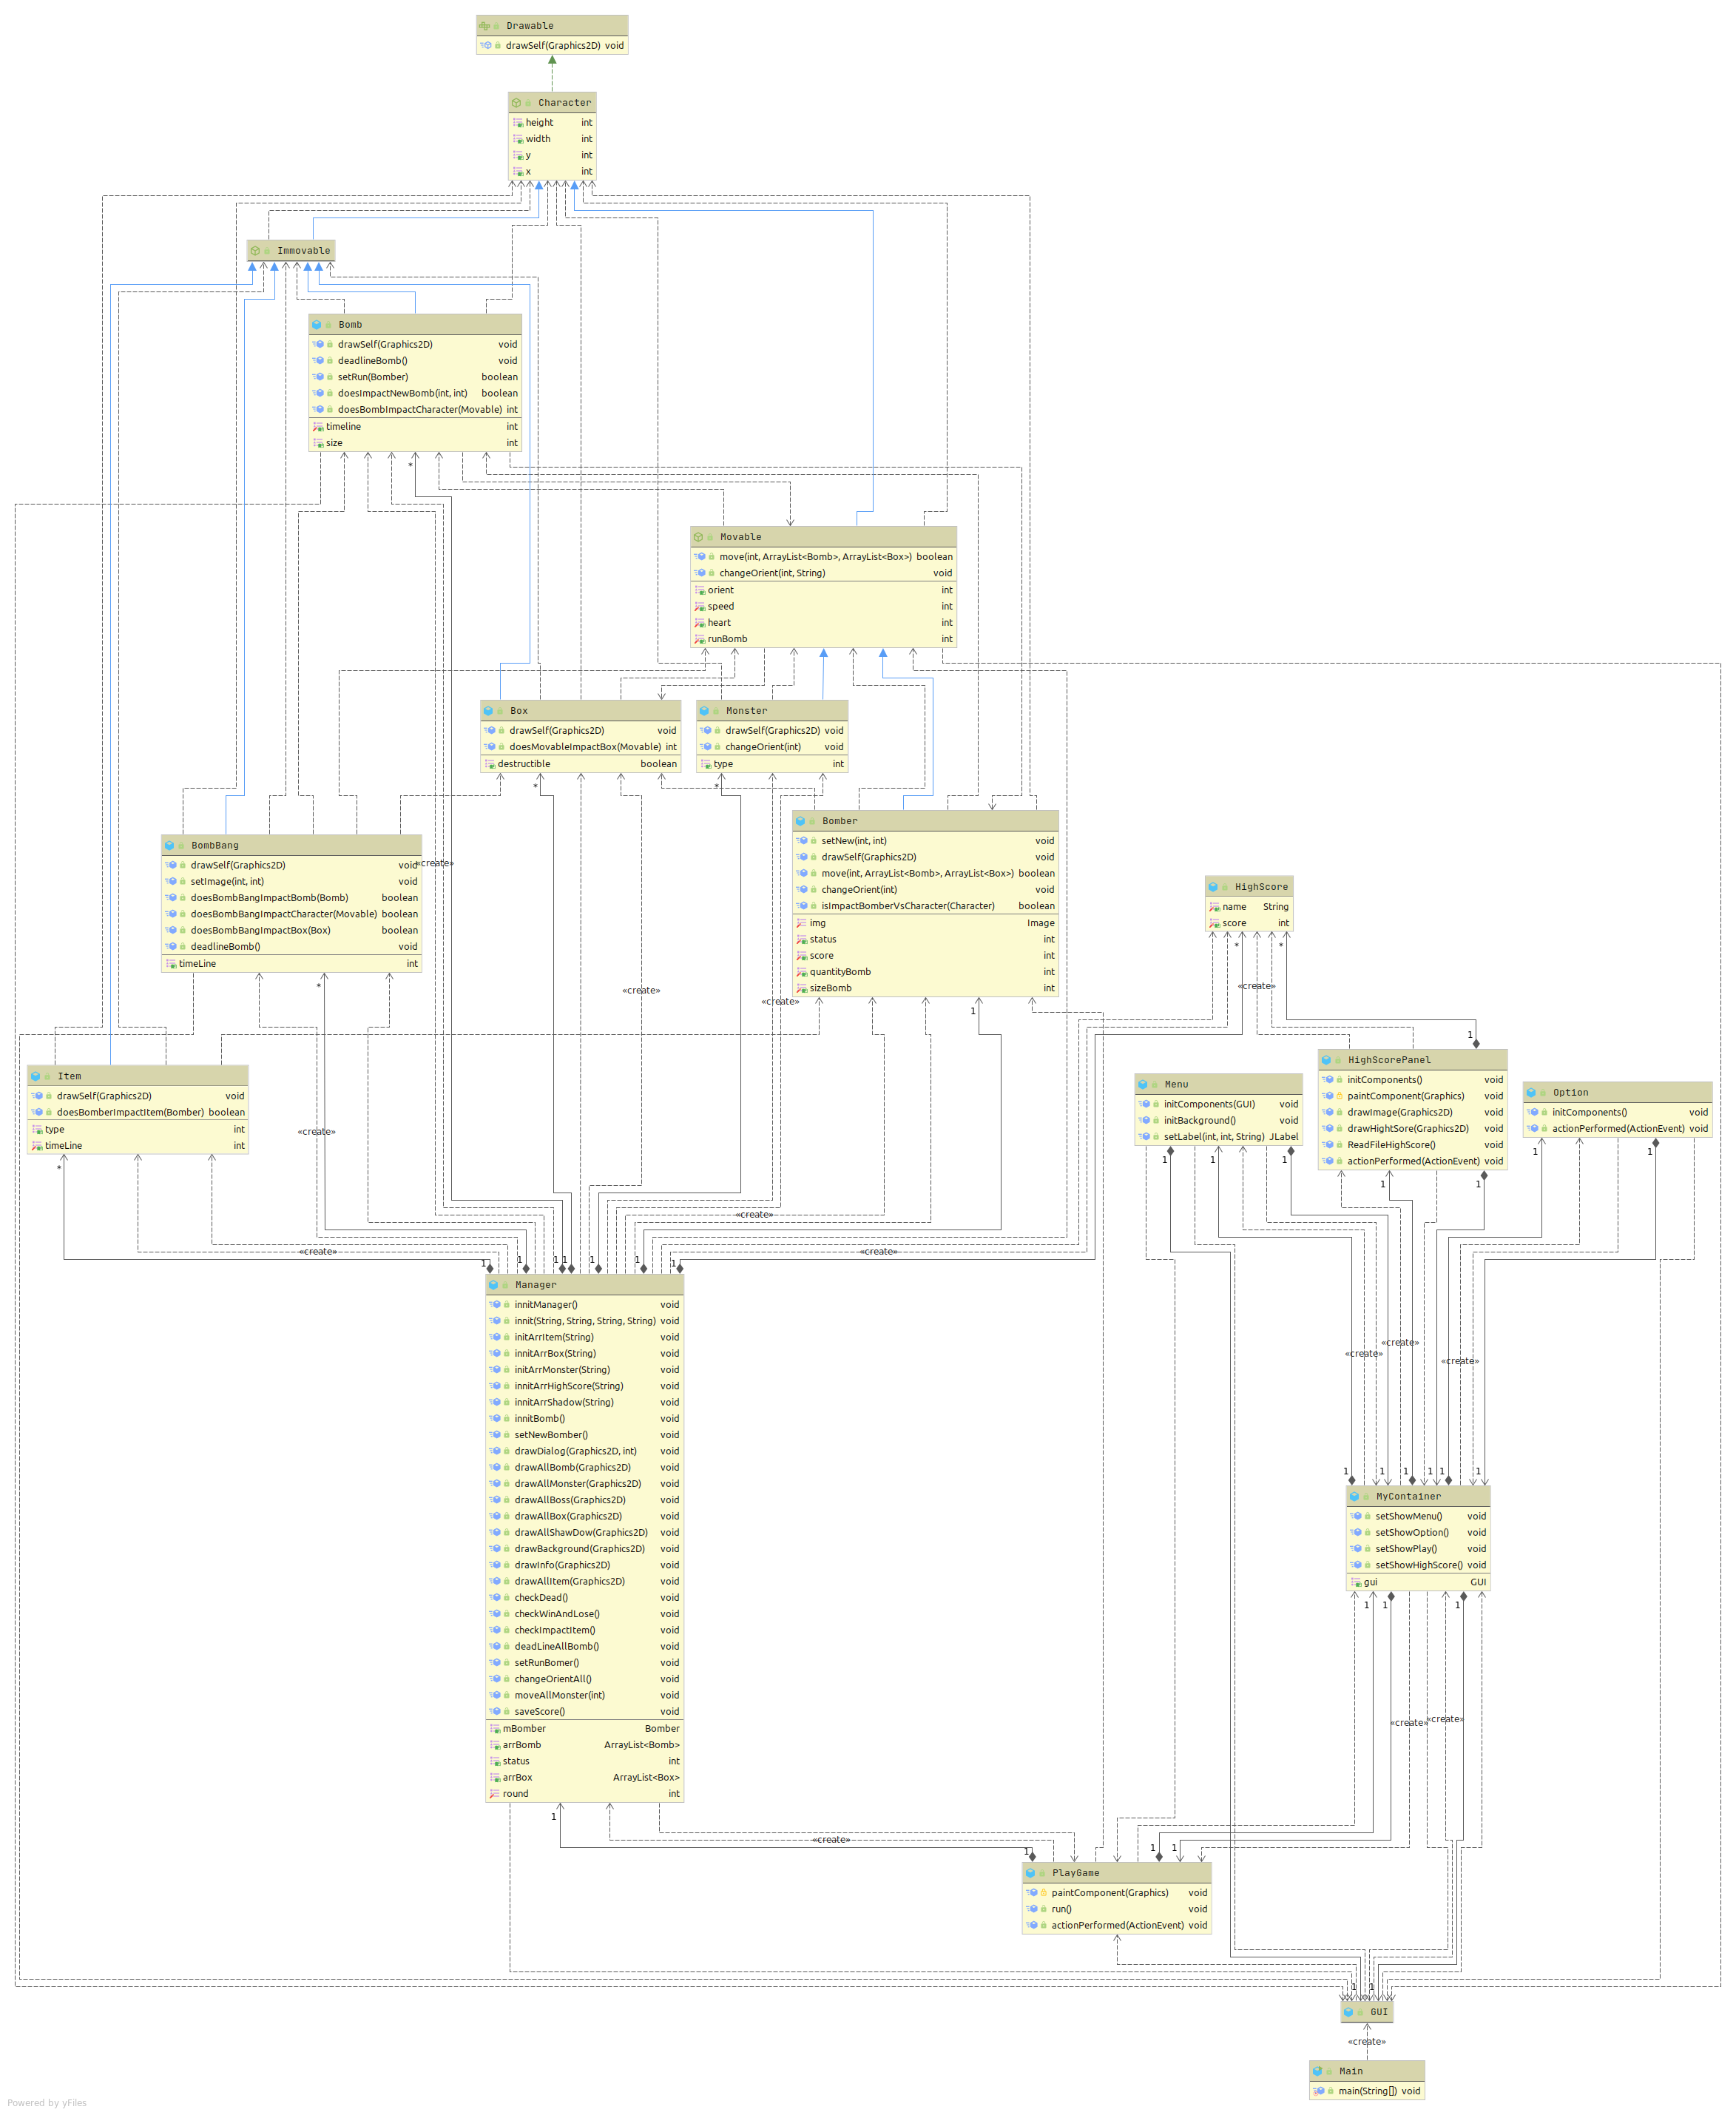 Drawable
drawSelf(Graphics2D) void
Character
height int
width int
y int
x int
Immovable
Bomb
drawSelf(Graphics2D) void
deadlineBomb() void
setRun(Bomber) boolean
doesImpactNewBomb(int, int) boolean
doesBombImpactCharacter(Movable) int
timeline int
size int
*
Movable
move(int, ArrayList<Bomb>, ArrayList<Box>) boolean
changeOrient(int, String) void
orient int
speed int
heart int
runBomb int
Box
drawSelf(Graphics2D) void
doesMovableImpactBox(Movable) int
destructible boolean
*
Monster
drawSelf(Graphics2D) void
changeOrient(int) void
type int
*
Bomber
setNew(int, int) void
drawSelf(Graphics2D) void
move(int, ArrayList<Bomb>, ArrayList<Box>) boolean
changeOrient(int) void
isImpactBomberVsCharacter(Character) boolean
img Image
status int
score int
quantityBomb int
sizeBomb int
1
BombBang
drawSelf(Graphics2D) void
setImage(int, int) void
doesBombBangImpactBomb(Bomb) boolean
doesBombBangImpactCharacter(Movable) boolean
doesBombBangImpactBox(Box) boolean
deadlineBomb() void
timeLine int
*
«create»
«create»
«create»
HighScore
name String
score int
* *
«create»
1
Item
drawSelf(Graphics2D) void
doesBomberImpactItem(Bomber) boolean
type int
timeLine int
*
«create»
Menu
initComponents(GUI) void
initBackground() void
setLabel(int, int, String) JLabel
1 1 1
HighScorePanel
initComponents() void
paintComponent(Graphics) void
drawImage(Graphics2D) void
drawHightSore(Graphics2D) void
ReadFileHighScore() void
actionPerformed(ActionEvent) void
1 1
Option
initComponents() void
actionPerformed(ActionEvent) void
1 1
«create»
«create» «create»
1 1 1 1 1 1
Manager
innitManager() void
innit(String, String, String, String) void
initArrItem(String) void
innitArrBox(String) void
initArrMonster(String) void
innitArrHighScore(String) void
innitArrShadow(String) void
innitBomb() void
setNewBomber() void
drawDialog(Graphics2D, int) void
drawAllBomb(Graphics2D) void
drawAllMonster(Graphics2D) void
drawAllBoss(Graphics2D) void
drawAllBox(Graphics2D) void
drawAllShawDow(Graphics2D) void
drawBackground(Graphics2D) void
drawInfo(Graphics2D) void
drawAllItem(Graphics2D) void
checkDead() void
checkWinAndLose() void
checkImpactItem() void
deadLineAllBomb() void
setRunBomer() void
changeOrientAll() void
moveAllMonster(int) void
saveScore() void
mBomber Bomber
arrBomb ArrayList<Bomb>
status int
arrBox ArrayList<Box>
round int
1
«create»
«create»
«create»
1 1 1 1 1 1
MyContainer
setShowMenu() void
setShowOption() void
setShowPlay() void
setShowHighScore() void
gui GUI
1 1 1
«create»
«create»
«create»
1 1 1
PlayGame
paintComponent(Graphics) void
run() void
actionPerformed(ActionEvent) void
1 1
GUI
«create»
Main
main(String[]) void
Powered by yFiles